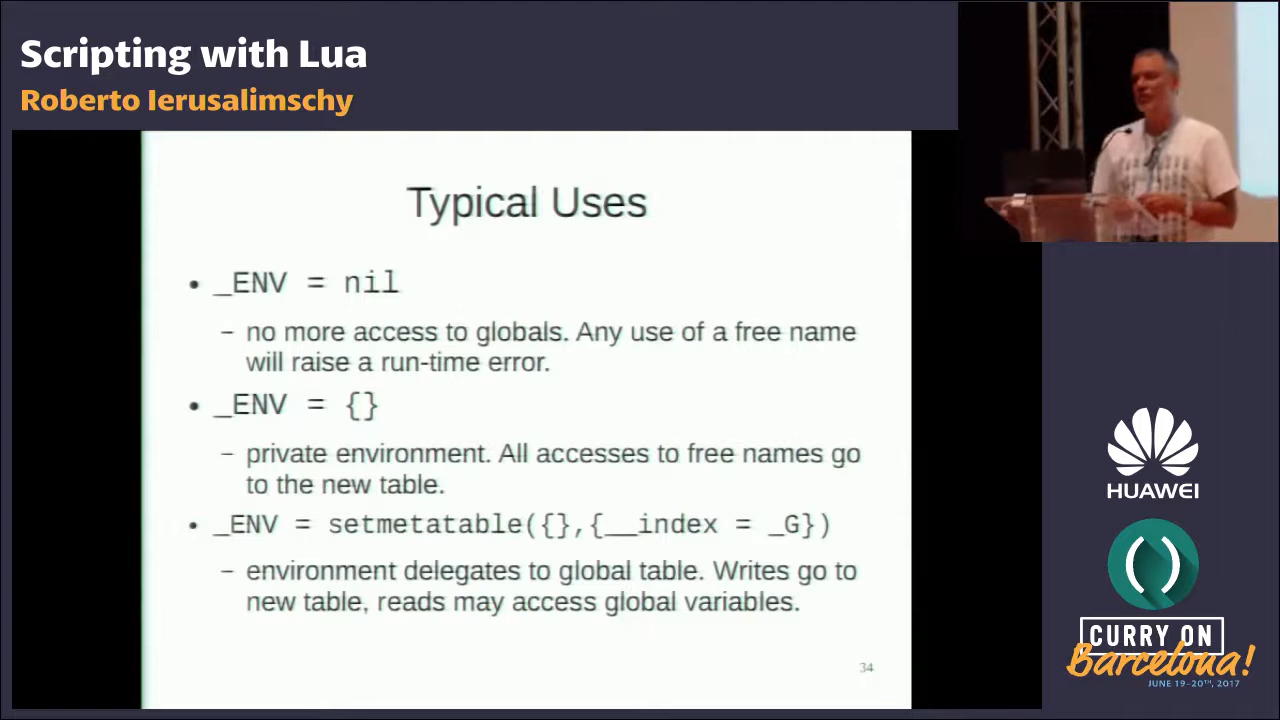 Scripting with Lua
Roberto Ierusalimschy
Typical Uses
• _ENV = nil
– no more access to globals. Any use of a free name
will raise a run-time error.
• _ENV = {}
– private environment. All accesses to free names go
to the new table.
• _ENV = setmetatable({},{__index = _G})
– environment delegates to global table. Writes go to
new table, reads may access global variables.
34
HUAWEI
CURRY ON
Barcelona!
JUNE 19-20TH, 2017